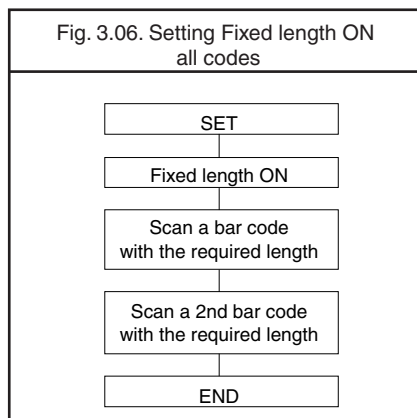 Fig. 3.06. Setting Fixed length ON
all codes
SET
Fixed length ON
Scan a bar code
with the required length
Scan a 2nd bar code
with the required length
END